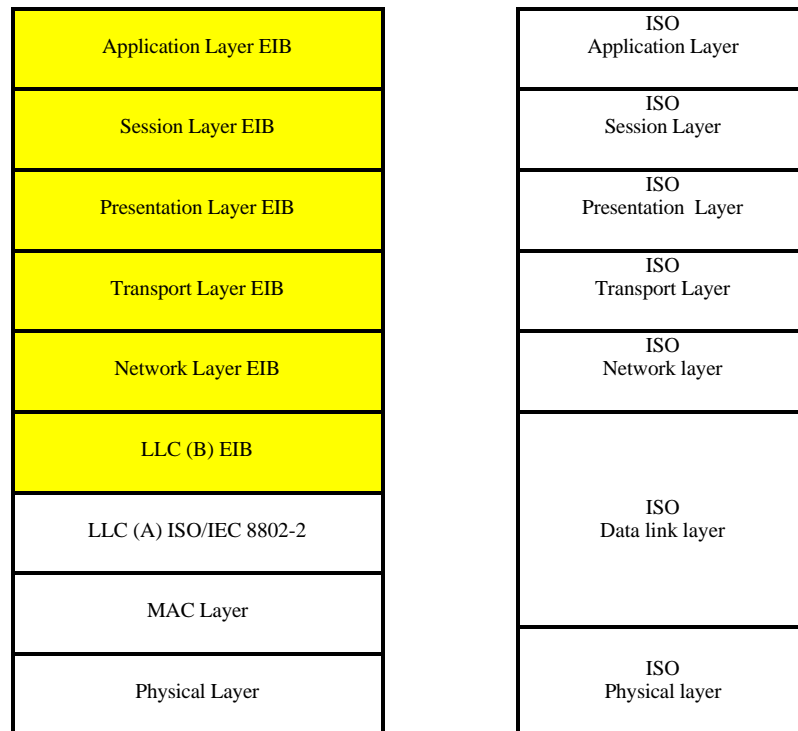 Application Layer EIB
Session Layer EIB
Presentation Layer EIB
Transport Layer EIB
Network Layer EIB
LLC (B) EIB
LLC (A) ISO/IEC 8802-2
MAC Layer
Physical Layer
ISO
Application Layer
ISO
Session Layer
ISO
Presentation Layer
ISO
Transport Layer
ISO
Network layer
ISO
Data link layer
ISO
Physical layer